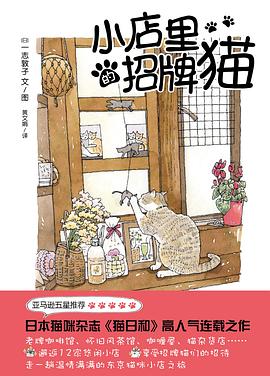 小店里
的招牌猫
[日]一志敦子 文/图
黄文娟/译
亚马逊五星推荐
日本猫咪杂志《猫日和》高人气连载之作
老牌咖啡馆、怀旧风茶馆、咖喱屋、猫杂货店……
邂逅12家悠闲小店 享受招牌猫们的招待
走一趟温情满满的东京猫咪小店之旅